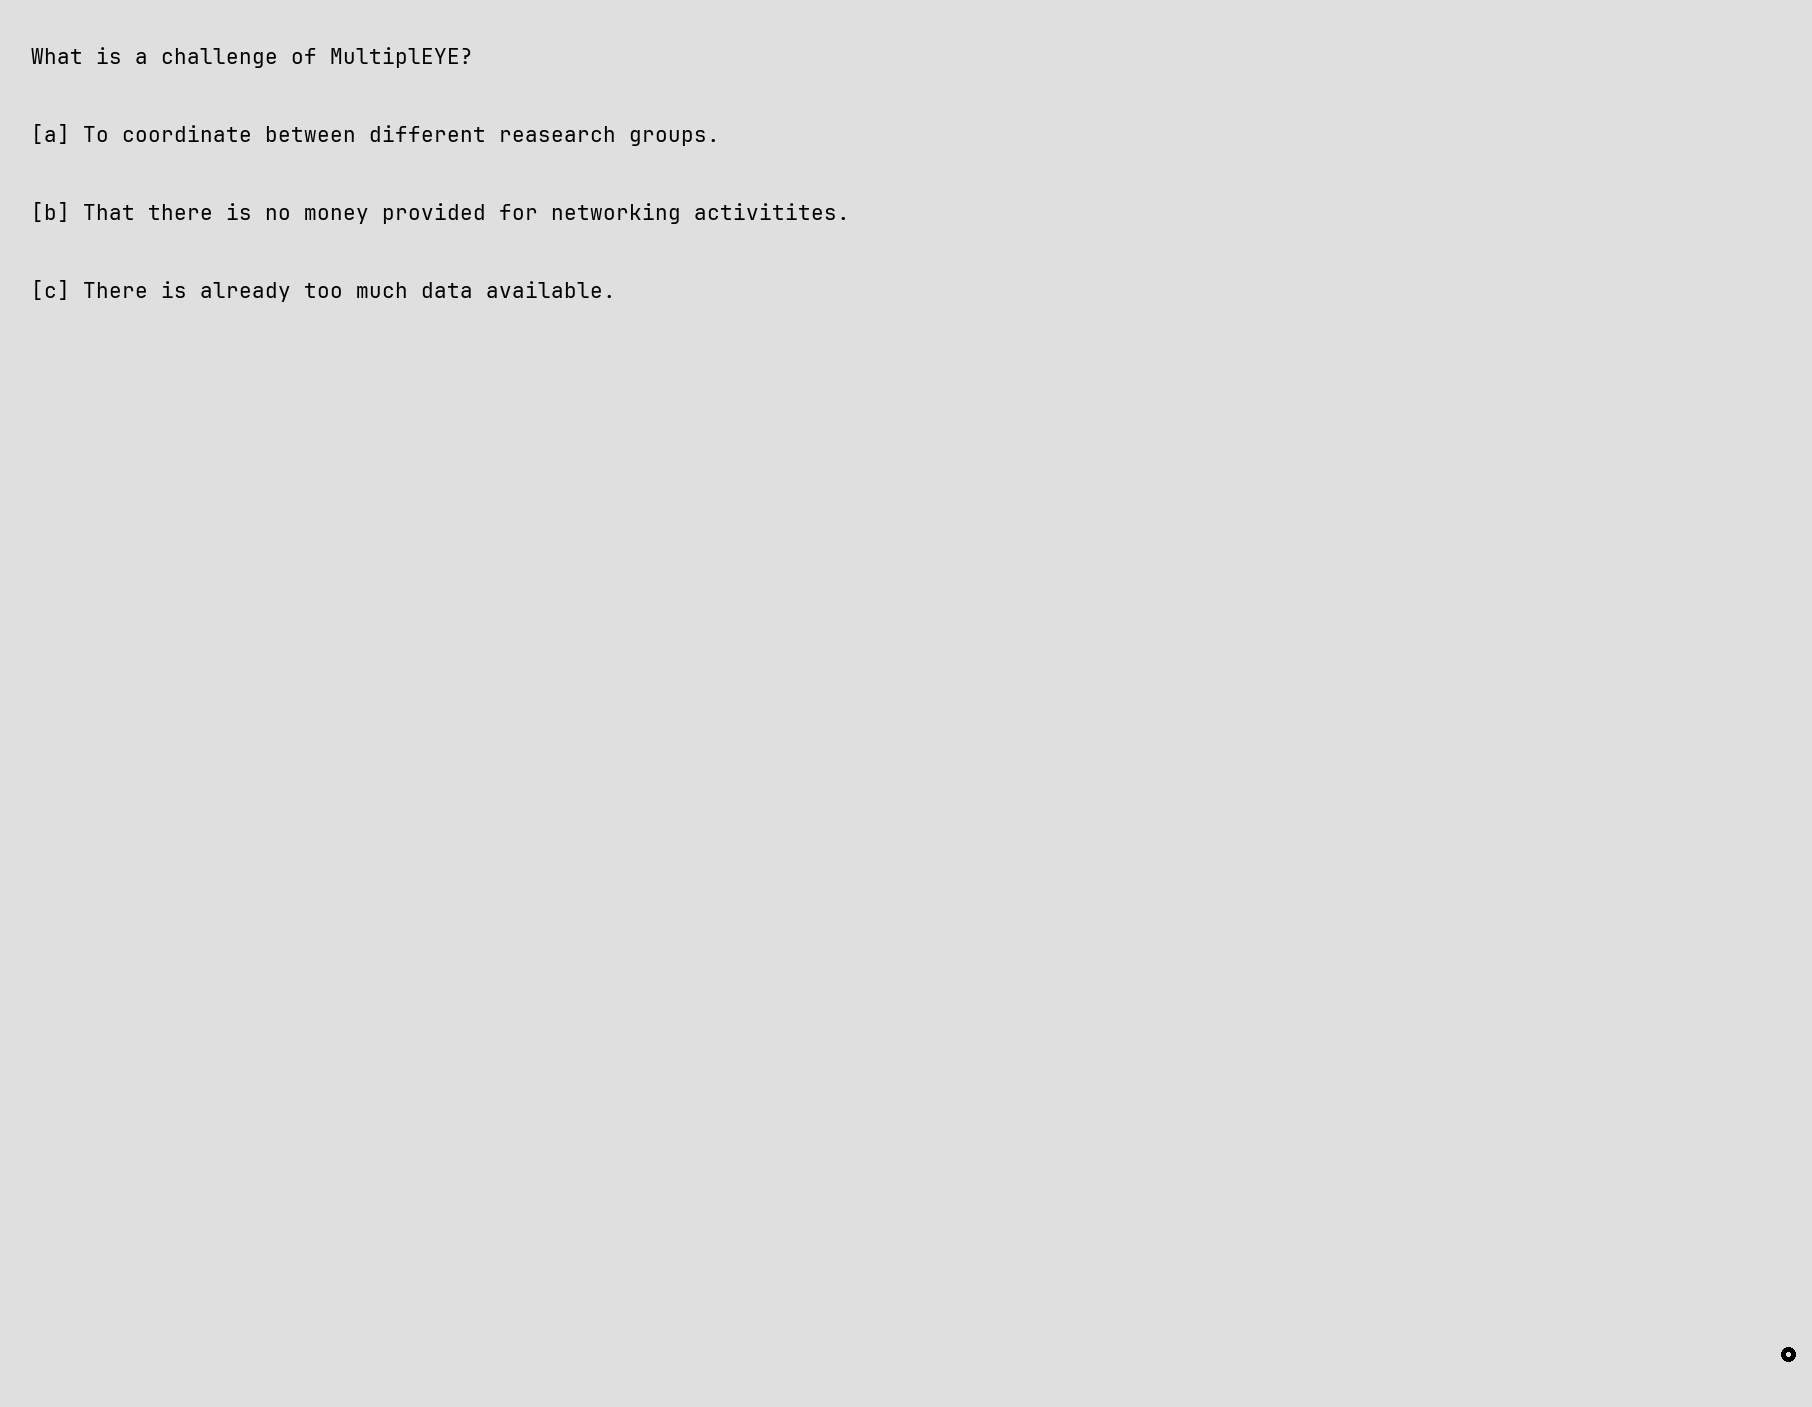 What is a challenge of MultiplEYE?
[a] To coordinate between different reasearch groups.
[b] That there is no money provided for networking activitites.
[c] There is already too much data available.